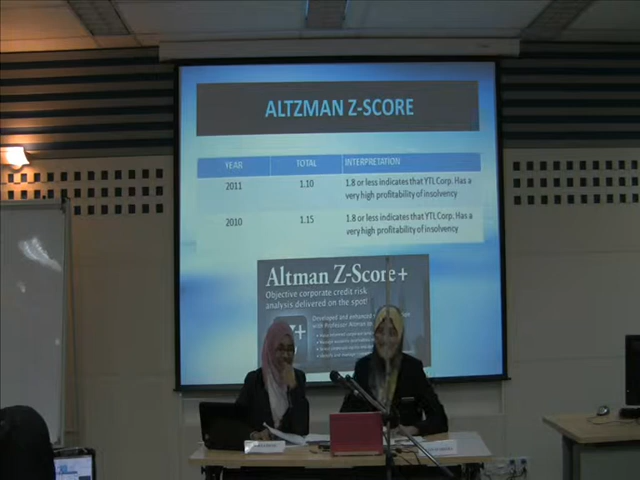 ALTZMAN Z-SCORE
YEAR TOTAL INTERPRETATION
2011 1.10 1.8 or less indicates that YTL Corp. Has a
very high profitability of insolvency
2010 1.15 1.8 or less indicates that YTL Corp. Has a
very high profitability of insolvency
Altman Z-Score+
Objective corporate credit risk
analysis delivered on the spot!
Developed and enhanced
with Professor Altman